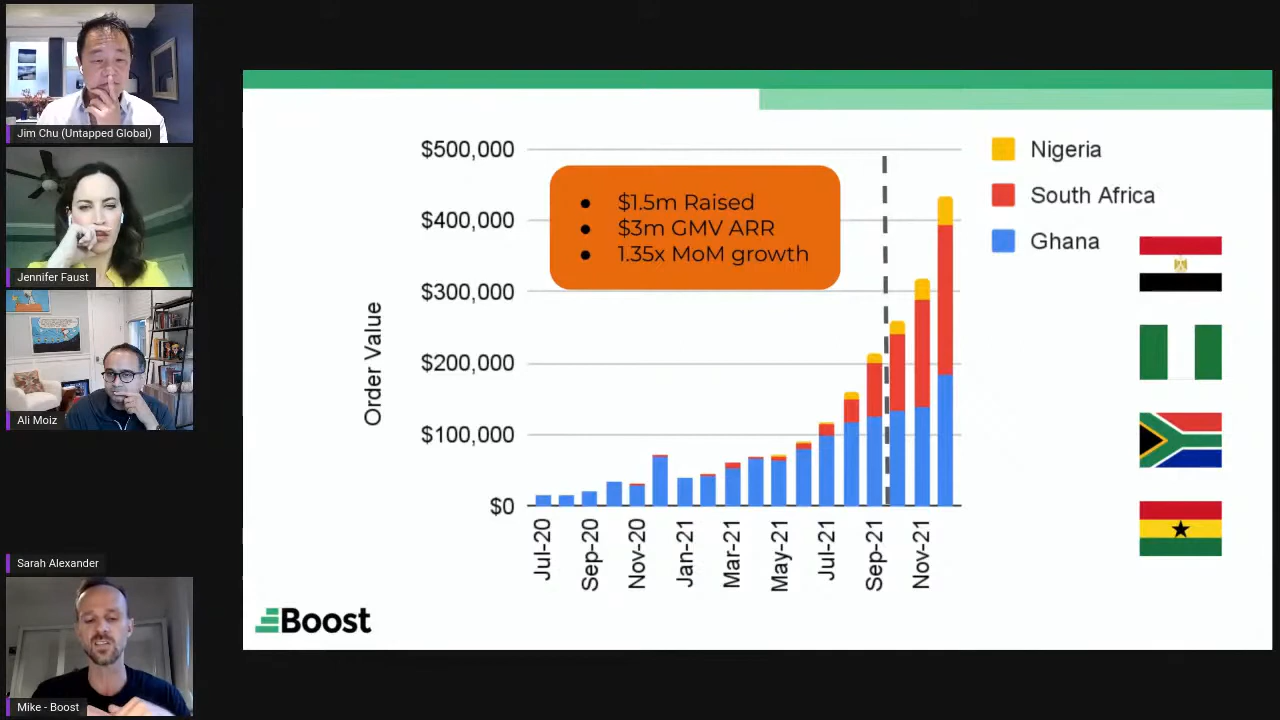 Jim Chu (Untapped Global)
Jennifer Faust
Ali Moiz
Sarah Alexander
Mike - Boost
$500,000
$400,000
$300,000
$200,000
$100,000
$0
Order Value
• $1.5m Raised
• $3m GMV ARR
• 1.35x MoM growth
Nigeria
South Africa
Ghana
Jul-20
Sep-20
Nov-20
Jan-21
Mar-21
May-21
Jul-21
Sep-21
Nov-21
Boost